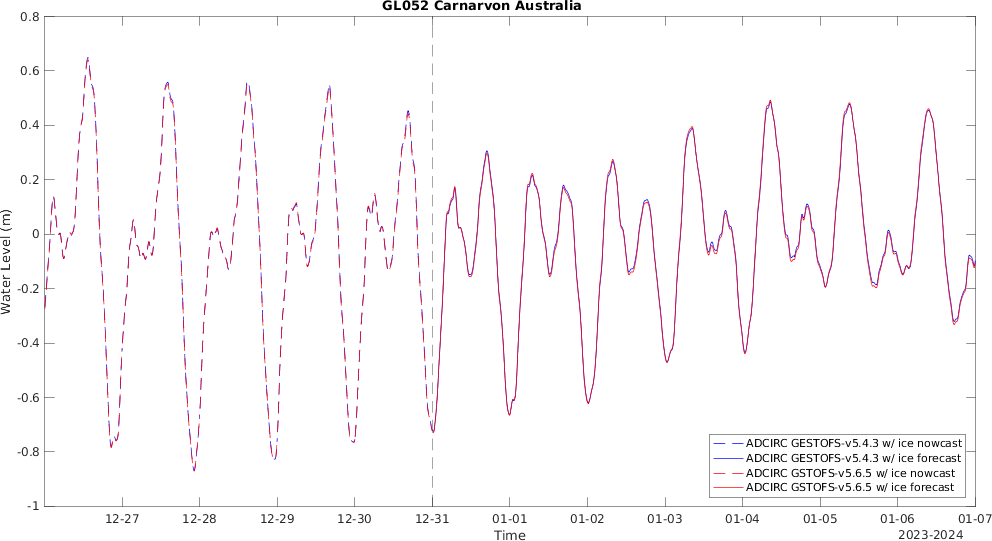 GL052 Carnarvon Australia
Water Level (m)
0.8
0.6
0.4
0.2
0
-0.2
-0.4
-0.6
-0.8
-1
ADCIRC GESTOFS-v5.4.3 w/ ice nowcast
ADCIRC GESTOFS-v5.4.3 w/ ice forecast
ADCIRC GSTOFS-v5.6.5 w/ ice nowcast
ADCIRC GSTOFS-v5.6.5 w/ ice forecast
12-27 12-28 12-29 12-30 12-31 01-01 01-02 01-03 01-04 01-05 01-06 01-07
Time
2023-2024